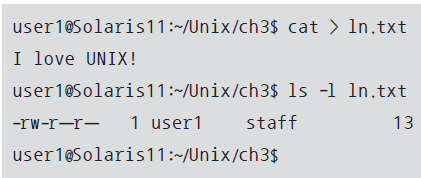 user1@Solaris11:~/Unix/ch3$ cat > ln.txt
I love UNIX!
user1@Solaris11:~/Unix/ch3$ ls -l ln.txt
-rw-r—r— 1 user1 staff 13
user1@Solaris11:~/Unix/ch3$